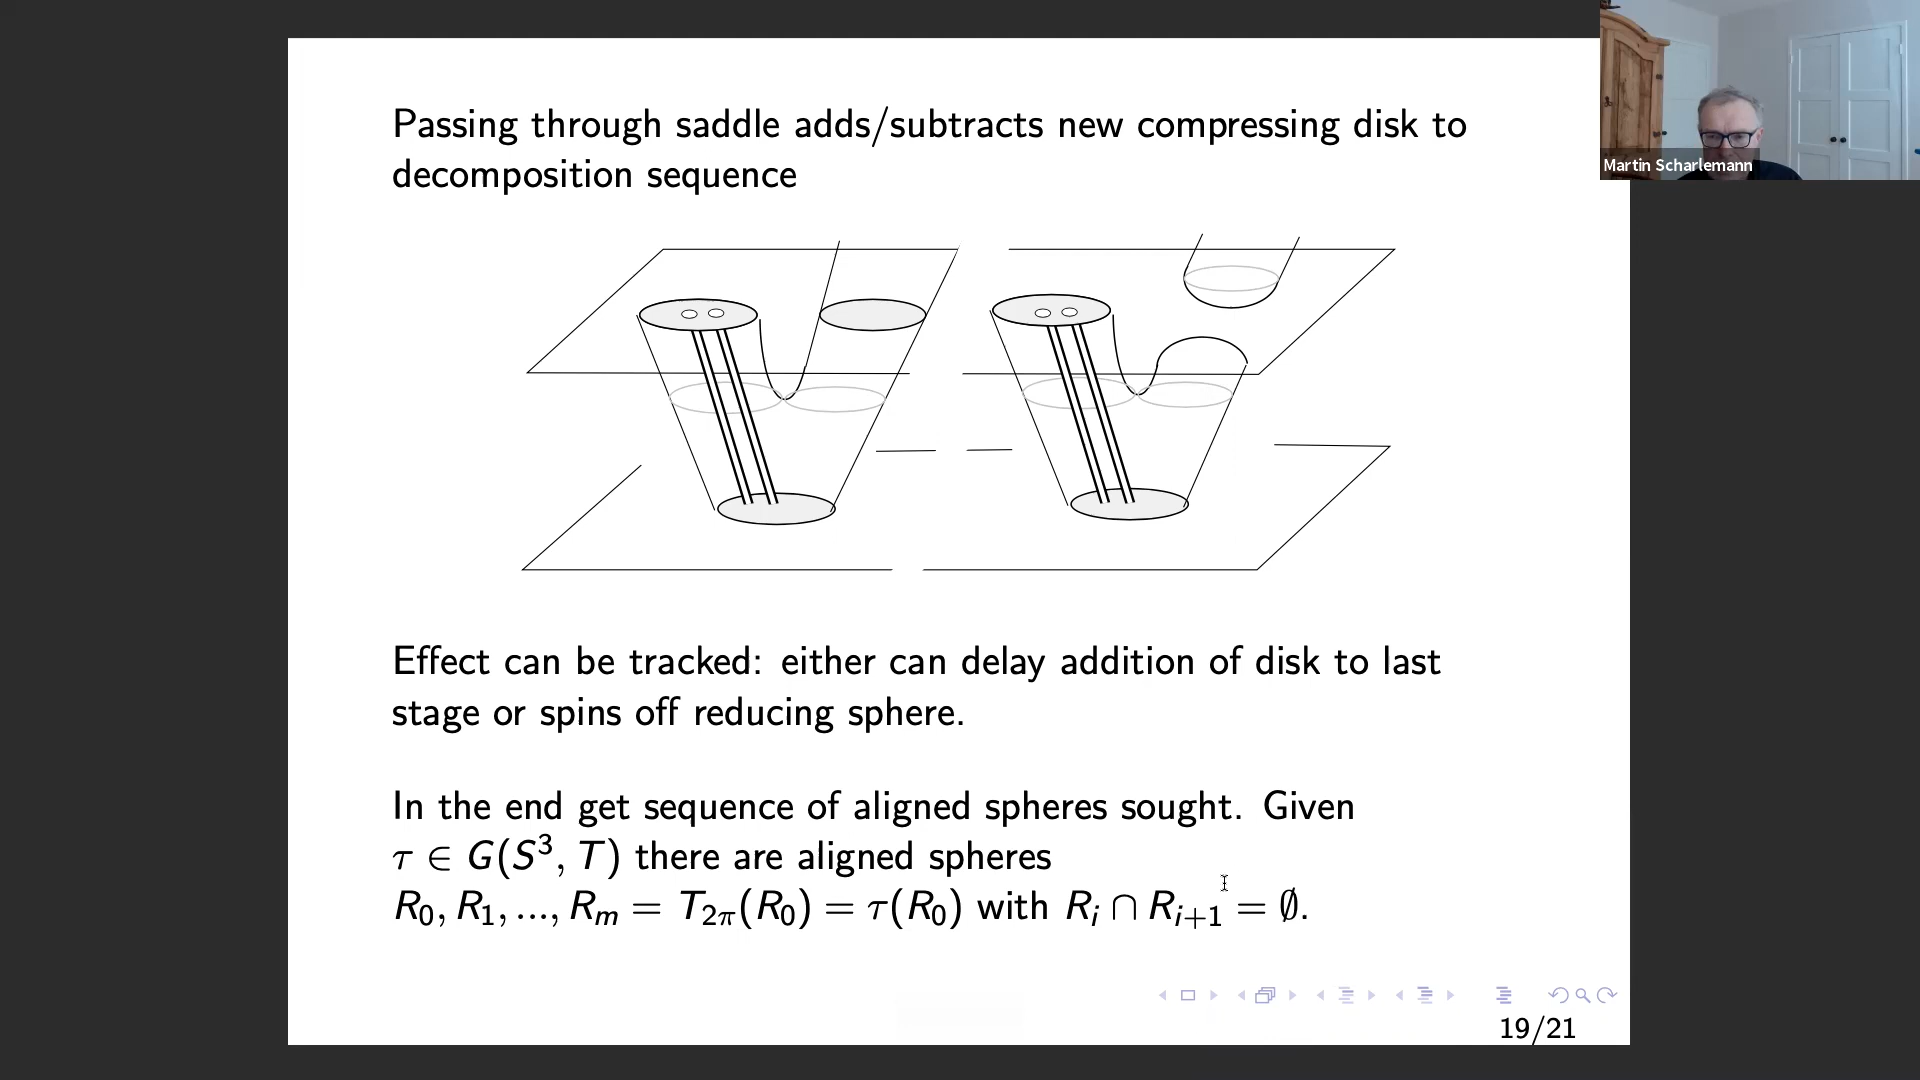 Passing through saddle adds/subtracts new compressing disk to
decomposition sequence
Martin Scharlemann
Effect can be tracked: either can delay addition of disk to last
stage or spins off reducing sphere.
In the end get sequence of aligned spheres sought. Given
τ ∈ G(S³, T) there are aligned spheres
R₀, R₁, ..., Rₘ = T₂π(R₀) = τ(R₀) with Rᵢ ∩ Rᵢ₊₁ = ∅.
19/21